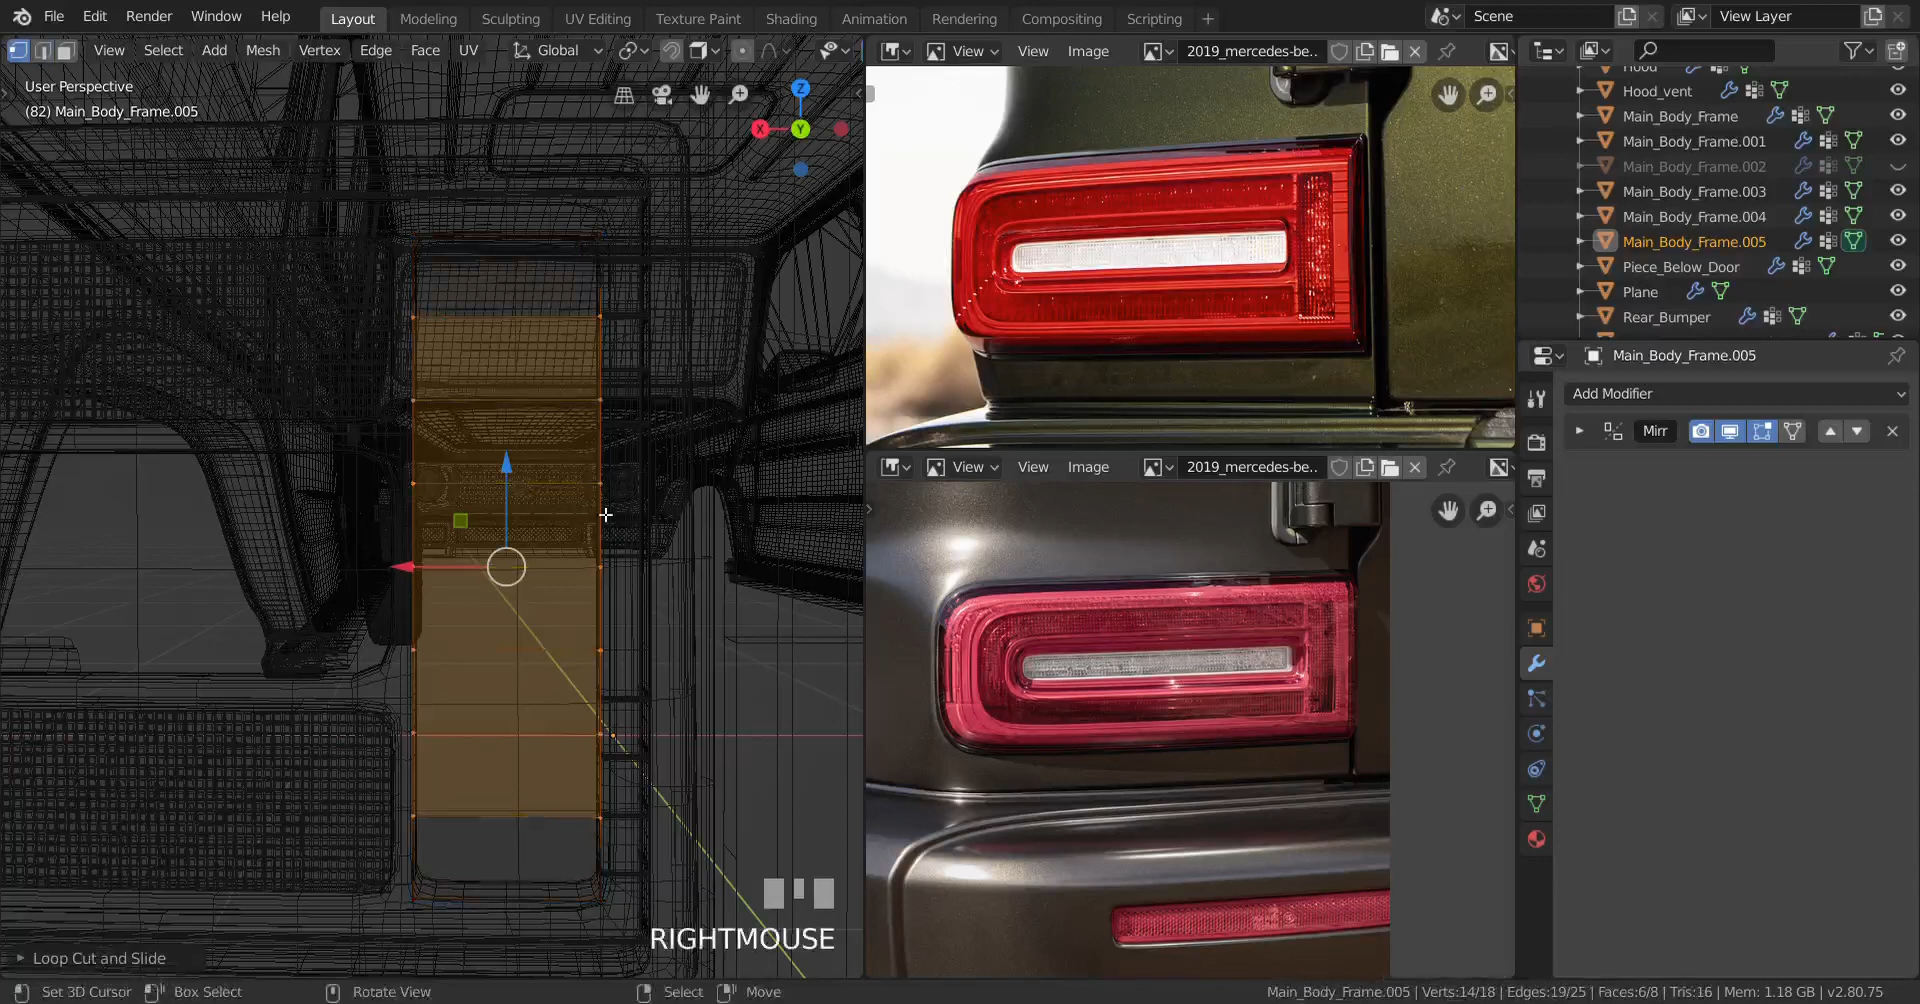 File Edit Render Window Help
Layout Modeling Sculpting UV Editing Texture Paint Shading Animation Rendering Compositing Scripting +
Scene
View Layer
View Select Add Mesh Vertex Edge Face UV
Global
View
View Image
2019_mercedes-be..
User Perspective
(82) Main_Body_Frame.005
Z
X
Y
Hood
Hood_vent
Main_Body_Frame
Main_Body_Frame.001
Main_Body_Frame.002
Main_Body_Frame.003
Main_Body_Frame.004
Main_Body_Frame.005
Piece_Below_Door
Plane
Rear_Bumper
Main_Body_Frame.005
Add Modifier
Mirr
View
View Image
2019_mercedes-be..
RIGHTMOUSE
Loop Cut and Slide
Set 3D Cursor
Box Select
Rotate View
Select
Move
Main_Body_Frame.005 | Verts:14/18 | Edges:19/25 | Faces:6/8 | Tris:16 | Mem: 1.18 GB | v2.80.75